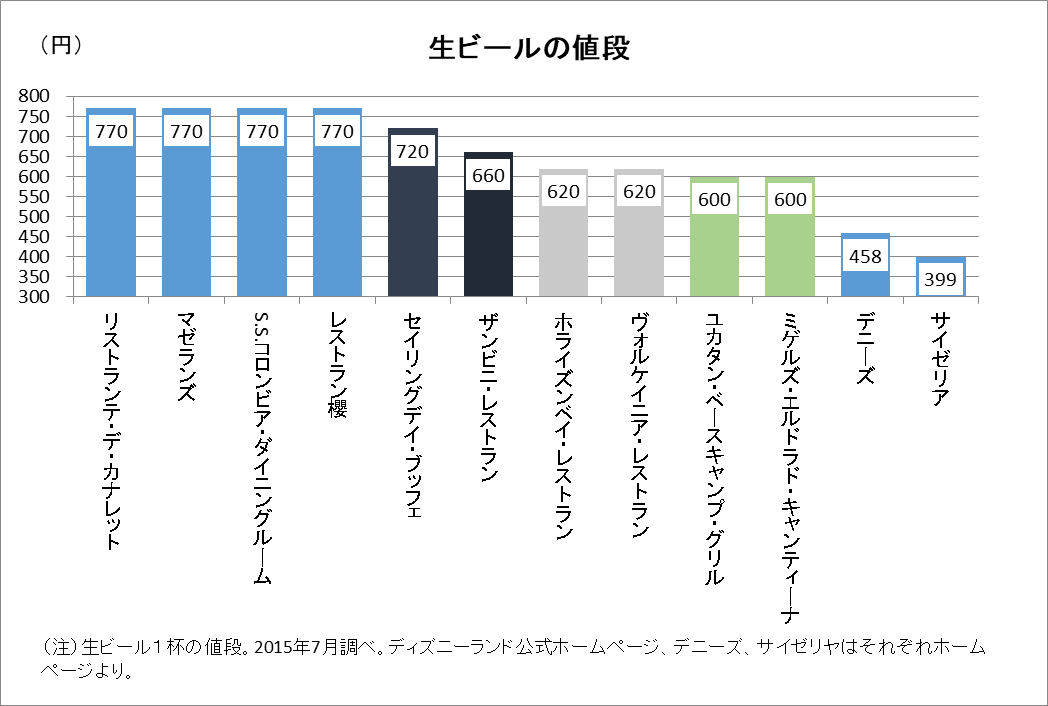 （円）
生ビールの値段
800
750
700
650
600
550
500
450
400
350
300
770
770
770
770
720
660
620
620
600
600
458
399
リストランテ・デ・カナレット
マゼランズ
S.S.コロンビア・ダイニングルーム
レストラン櫻
セイリングデイ・ブッフェ
ザンビニ・レストラン
ホライズンベイ・レストラン
ヴォルケイニア・レストラン
ユカタン・ベースキャンプ・グリル
ミゲルズ・エルドラド・キャンティーナ
デニーズ
サイゼリア
（注）生ビール１杯の値段。2015年7月調べ。ディズニーランド公式ホームページ、デニーズ、サイゼリヤはそれぞれホーム
ページより。